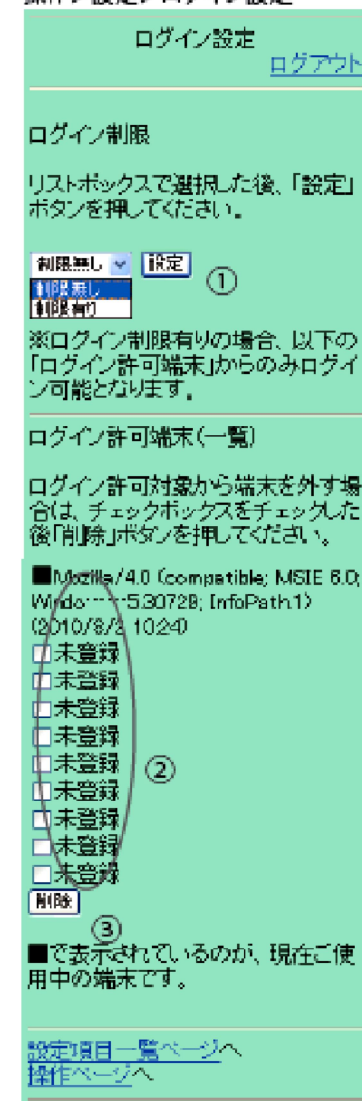 ログイン設定
ログアウト
ログイン制限
リストボックスで選択した後、「設定」
ボタンを押してください。
制限無し 設定
①
制限無し
制限有り
※ログイン制限有りの場合、以下の
「ログイン許可端末」からのみログイ
ン可能となります。
ログイン許可端末(一覧)
ログイン許可対象から端末を外す場
合は、チェックボックスをチェックした
後「削除」ボタンを押してください。
■Mozilla/4.0 (compatible; MSIE 6.0;
5.30729; InfoPath.1)
10:24)
□未登録
□未登録
□未登録
□未登録
□未登録
②
□未登録
□未登録
□未登録
□未登録
削除
③
■で表示されているのが、現在ご使
用中の端末です。
設定項目一覧ページへ
操作ページへ